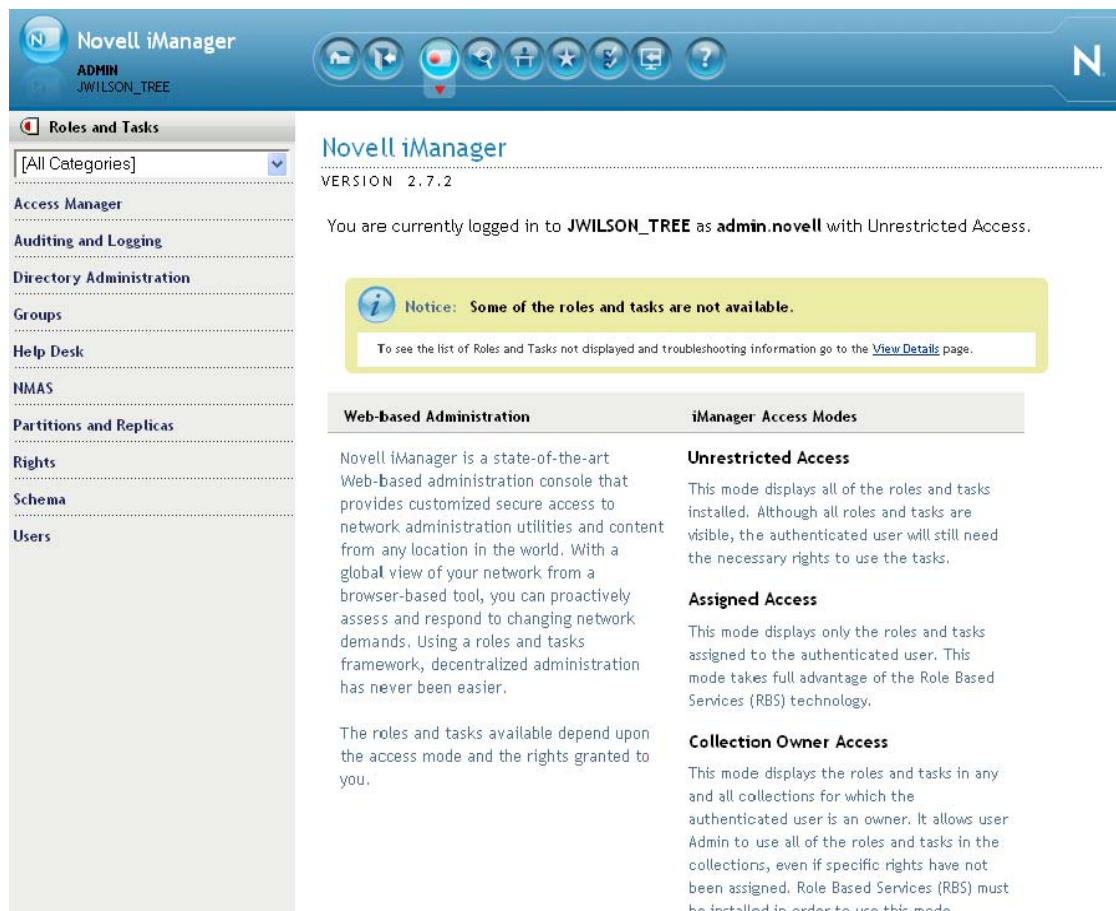 Novell iManager
ADMIN
JWILSON_TREE
N
N
?
Roles and Tasks
[All Categories]
Access Manager
Auditing and Logging
Directory Administration
Groups
Help Desk
NMAS
Partitions and Replicas
Rights
Schema
Users
Novell iManager
VERSION 2.7.2
You are currently logged in to JWILSON_TREE as admin.novell with Unrestricted Access.
i Notice: Some of the roles and tasks are not available.
To see the list of Roles and Tasks not displayed and troubleshooting information go to the View Details page.
Web-based Administration
Novell iManager is a state-of-the-art
Web-based administration console that
provides customized secure access to
network administration utilities and content
from any location in the world. With a
global view of your network from a
browser-based tool, you can proactively
assess and respond to changing network
demands. Using a roles and tasks
framework, decentralized administration
has never been easier.
The roles and tasks available depend upon
the access mode and the rights granted to
you.
iManager Access Modes
Unrestricted Access
This mode displays all of the roles and tasks
installed. Although all roles and tasks are
visible, the authenticated user will still need
the necessary rights to use the tasks.
Assigned Access
This mode displays only the roles and tasks
assigned to the authenticated user. This
mode takes full advantage of the Role Based
Services (RBS) technology.
Collection Owner Access
This mode displays the roles and tasks in any
and all collections for which the
authenticated user is an owner. It allows user
Admin to use all of the roles and tasks in the
collections, even if specific rights have not
been assigned. Role Based Services (RBS) must
be installed in order to use this mode